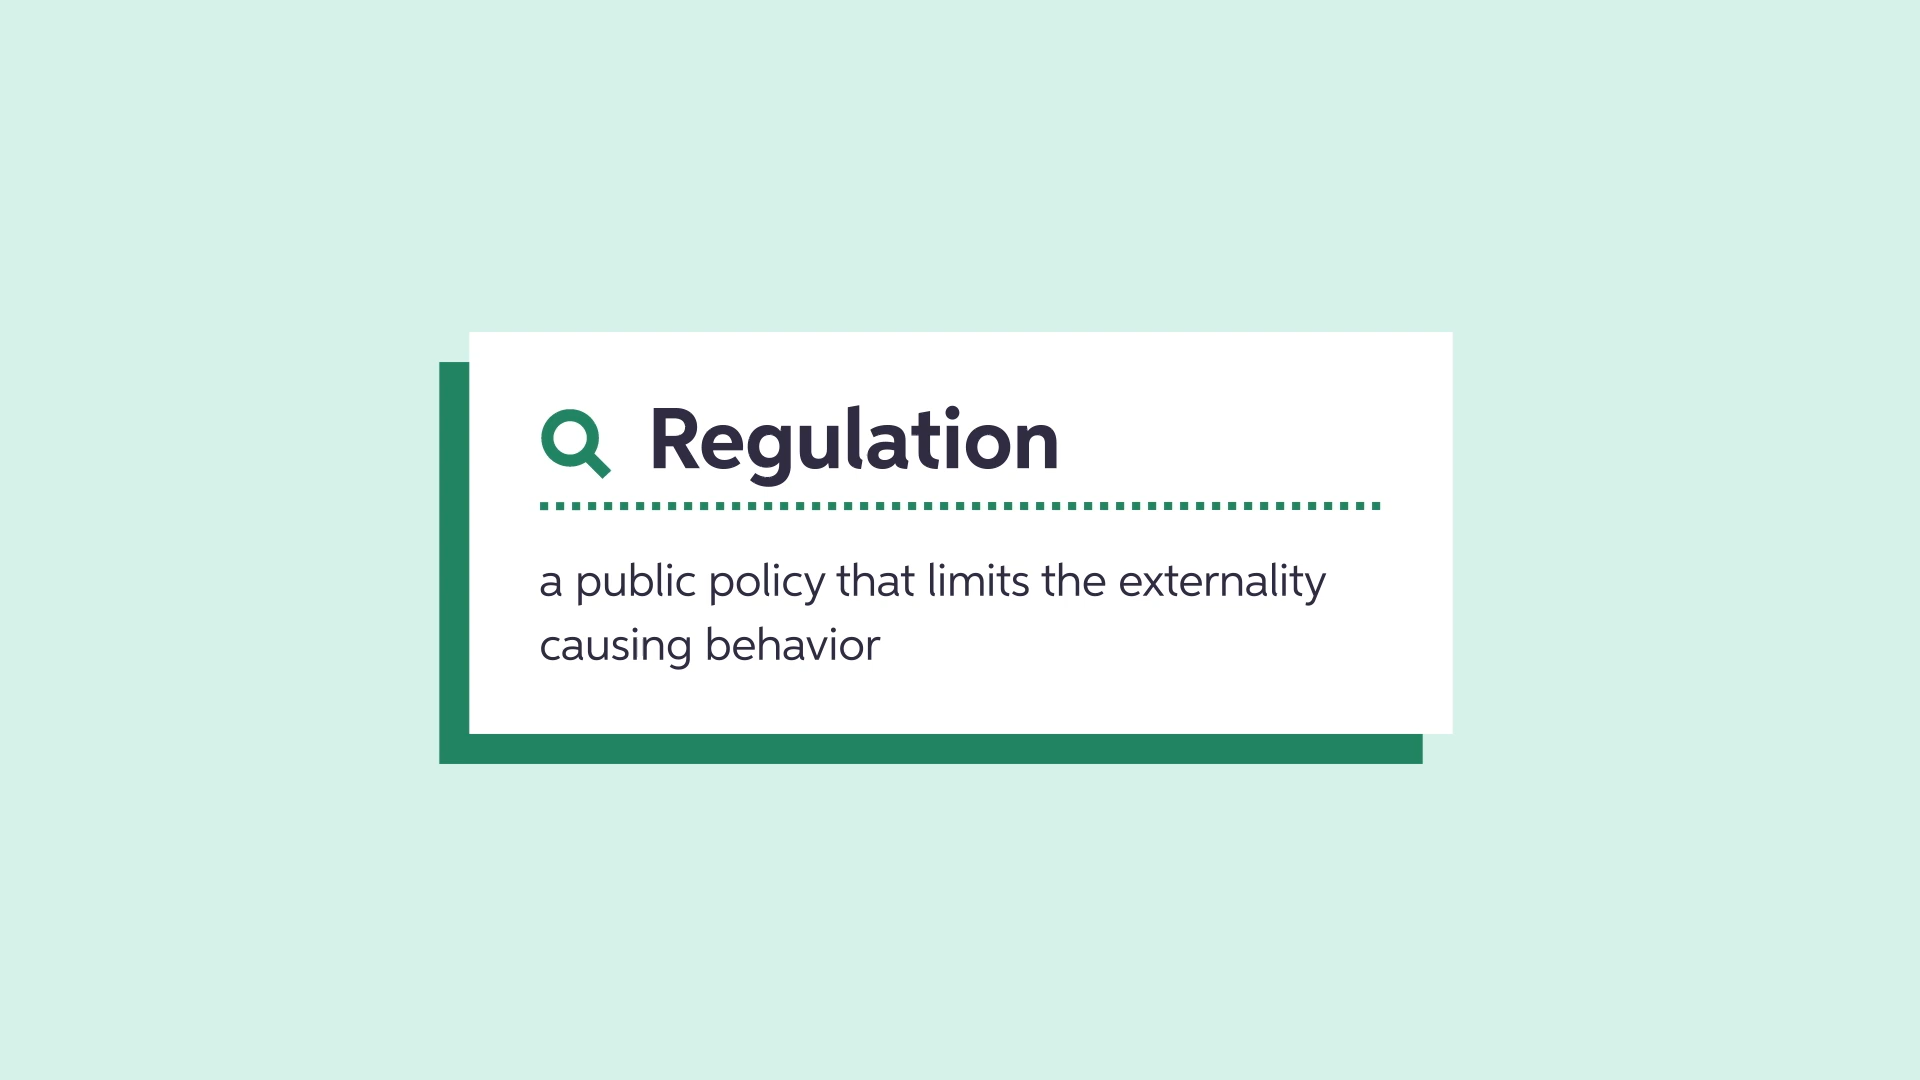 Regulation
a public policy that limits the externality
causing behavior